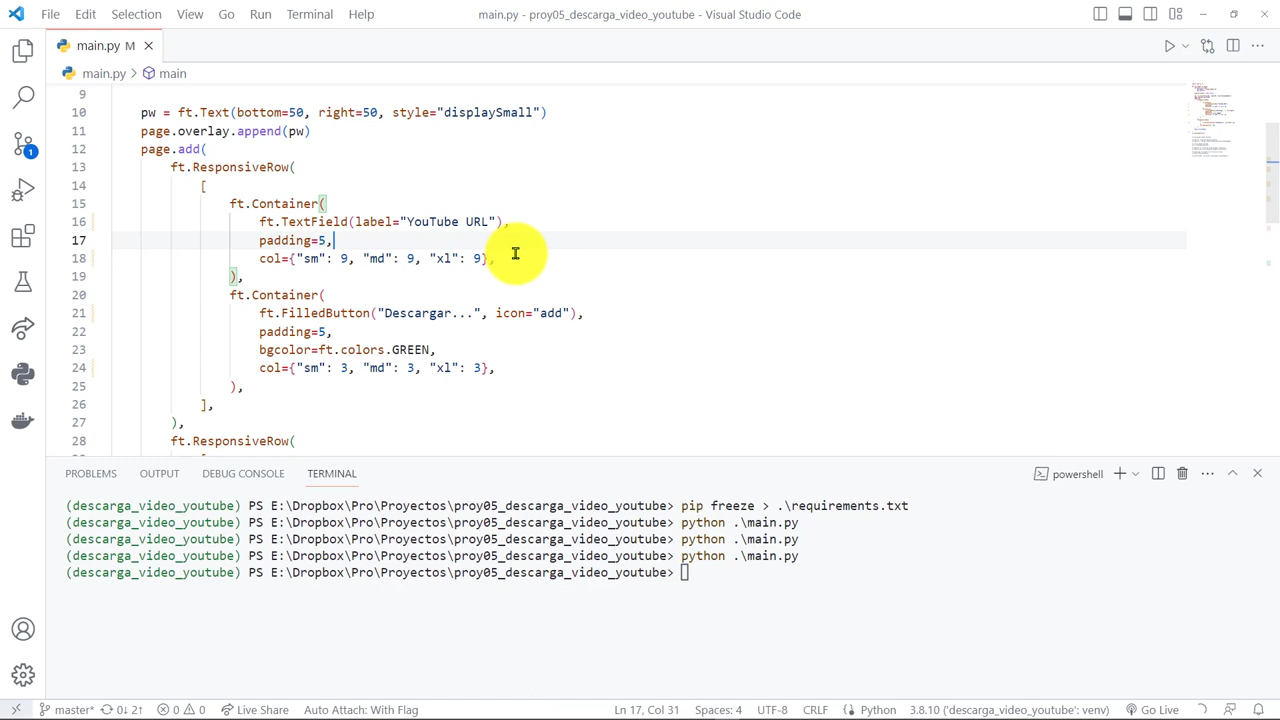 File Edit Selection View Go Run Terminal Help
main.py - proy05_descarga_video_youtube - Visual Studio Code
main.py M
main.py > main
9
10 pw = ft.Text(bottom=50, right=50, style="displaySmall")
11 page.overlay.append(pw)
12 page.add(
13 ft.ResponsiveRow(
14 [
15 ft.Container(
16 ft.TextField(label="YouTube URL"),
17 padding=5,
18 col={"sm": 9, "md": 9, "xl": 9},
19 )
20 ft.Container(
21 ft.FilledButton("Descargar...", icon="add"),
22 padding=5,
23 bgcolor=ft.colors.GREEN,
24 col={"sm": 3, "md": 3, "xl": 3},
25 ),
26 ],
27 ),
28 ft.ResponsiveRow(
PROBLEMS OUTPUT DEBUG CONSOLE TERMINAL
powershell
(descarga_video_youtube) PS E:\Dropbox\Pro\Proyectos\proy05_descarga_video_youtube> pip freeze > .\requirements.txt
(descarga_video_youtube) PS E:\Dropbox\Pro\Proyectos\proy05_descarga_video_youtube> python .\main.py
(descarga_video_youtube) PS E:\Dropbox\Pro\Proyectos\proy05_descarga_video_youtube> python .\main.py
(descarga_video_youtube) PS E:\Dropbox\Pro\Proyectos\proy05_descarga_video_youtube> python .\main.py
(descarga_video_youtube) PS E:\Dropbox\Pro\Proyectos\proy05_descarga_video_youtube>
master* 0↓ 2↑ 0 0 Live Share Auto Attach: With Flag Ln 17, Col 31 Spaces: 4 UTF-8 CRLF Python 3.8.10 ('descarga_video_youtube': venv) Go Live